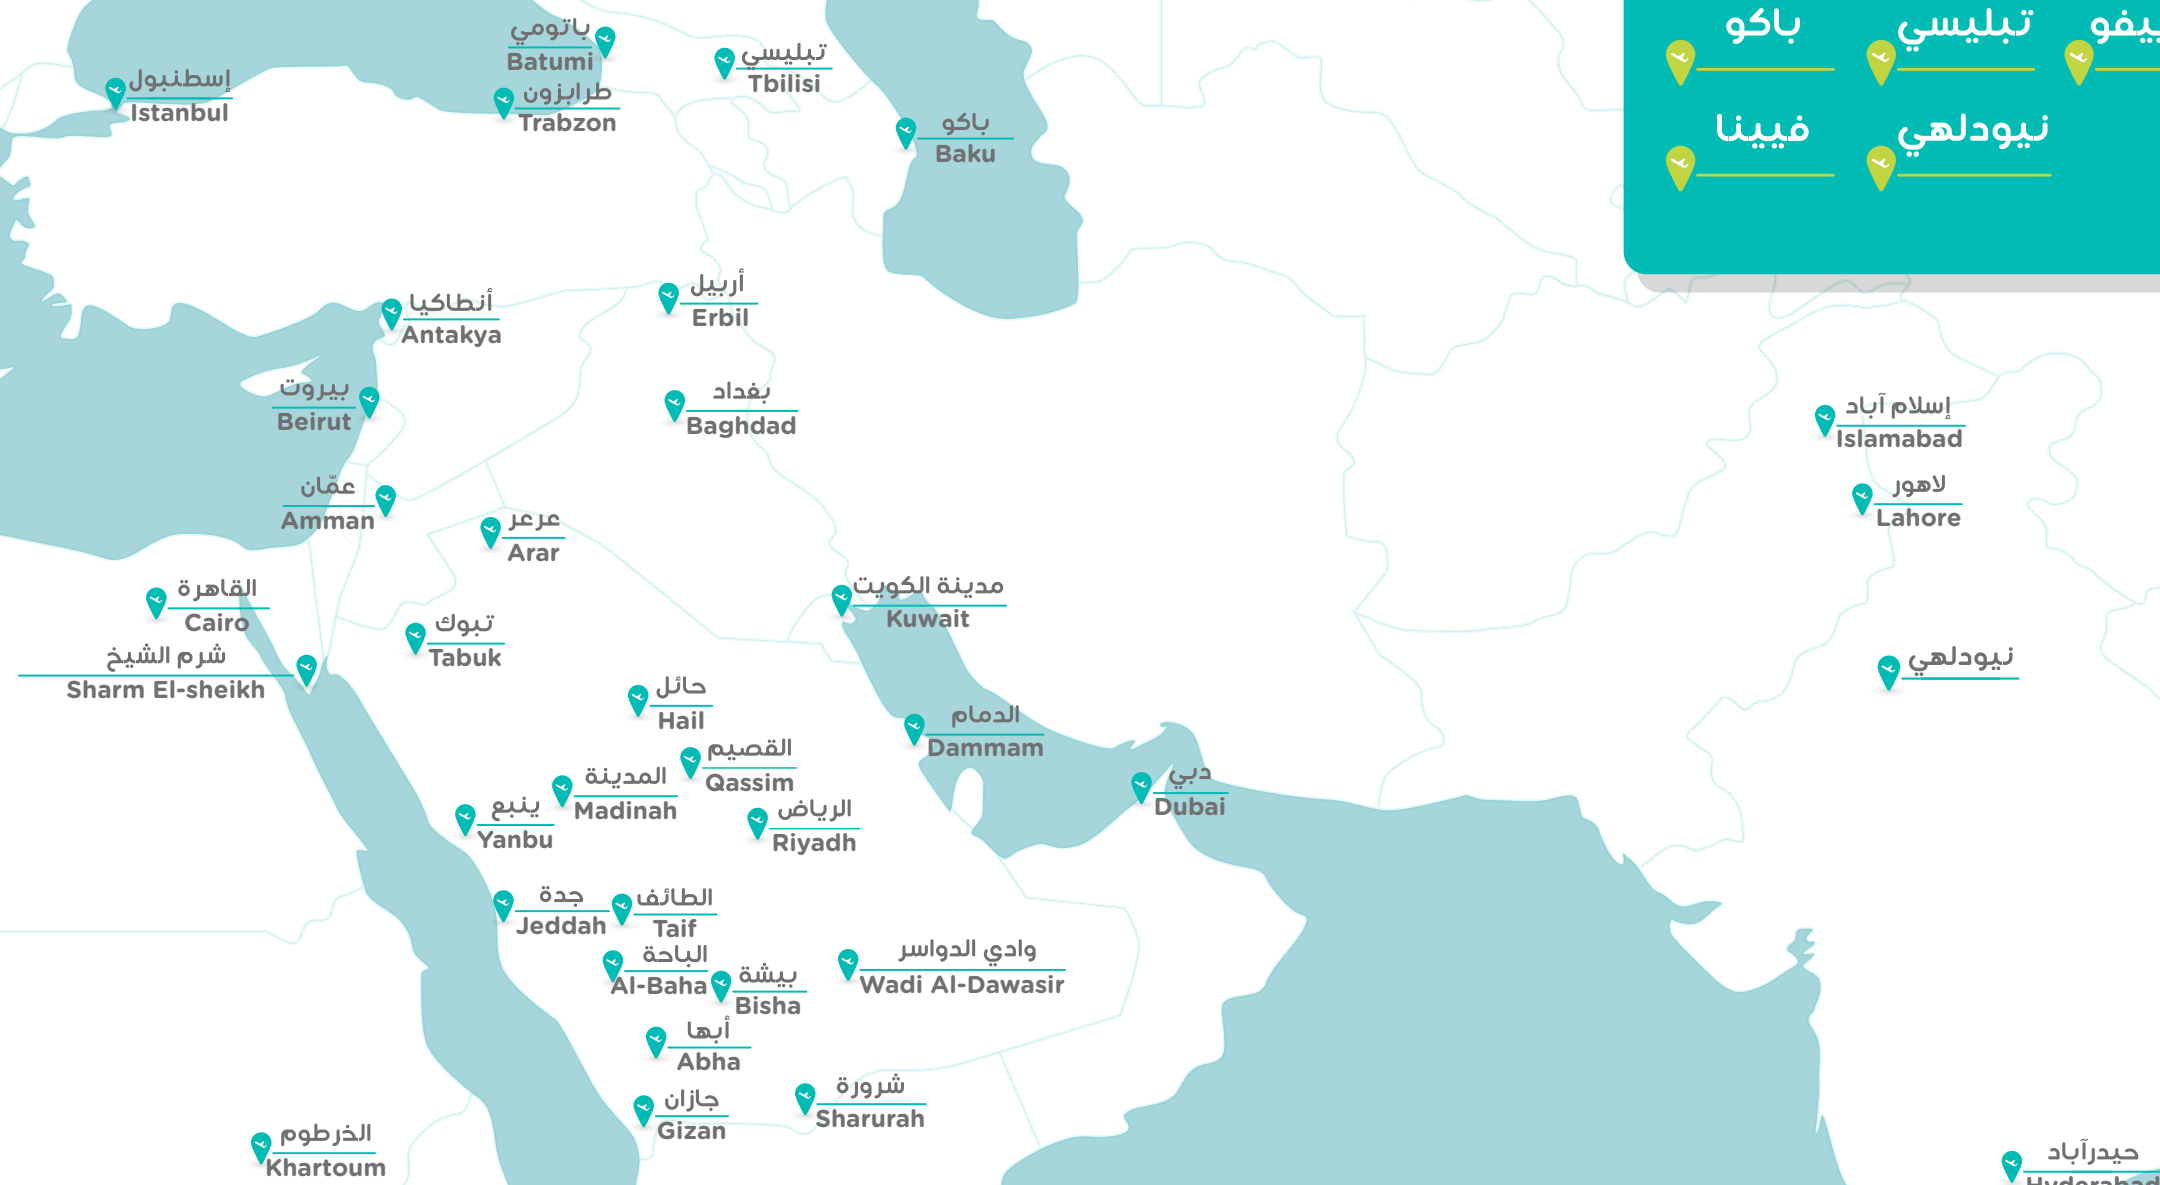 باتومي
Batumi
تبليسي
Tbilisi
إسطنبول
Istanbul
طرابزون
Trabzon
باكو
Baku
باكو
تبليسي
فيينا
نيودلهي
أربيل
Erbil
أنطاكيا
Antakya
بيروت
Beirut
بغداد
Baghdad
إسلام آباد
Islamabad
عمّان
Amman
لاهور
Lahore
عرعر
Arar
القاهرة
Cairo
مدينة الكويت
Kuwait
تبوك
Tabuk
شرم الشيخ
Sharm El-sheikh
نيودلهي
حائل
Hail
الدمام
Dammam
القصيم
Qassim
المدينة
Madinah
دبي
Dubai
ينبع
Yanbu
الرياض
Riyadh
جدة
Jeddah
الطائف
Taif
الباحة
Al-Baha
بيشة
Bisha
وادي الدواسر
Wadi Al-Dawasir
أبها
Abha
شرورة
Sharurah
جازان
Gizan
الخرطوم
Khartoum
حيدرآباد
Hyderabad